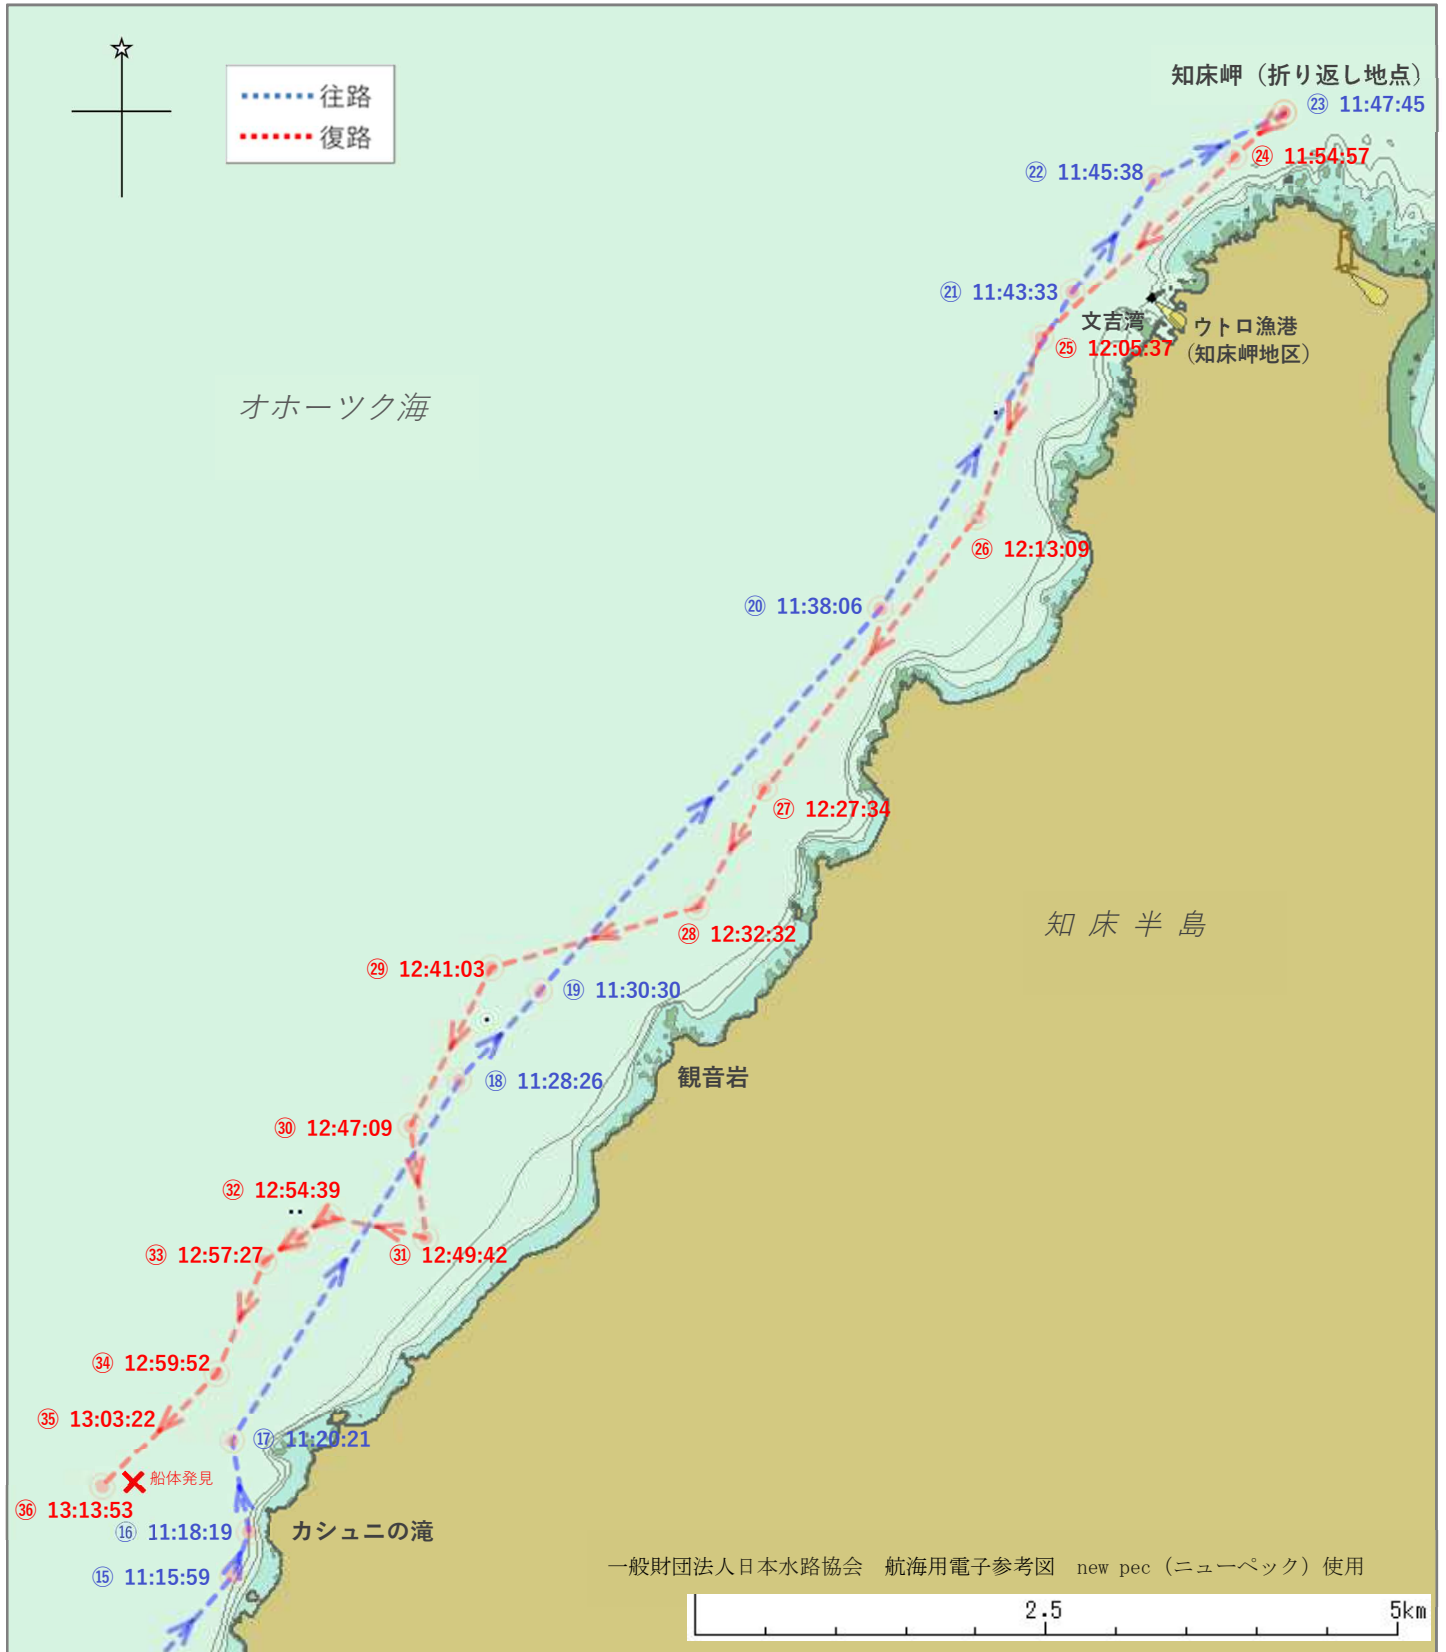 往路
復路
知床岬（折り返し地点）
㉓ 11:47:45
㉔ 11:54:57
㉒ 11:45:38
㉑ 11:43:33
文吉湾
ウトロ漁港
(知床岬地区)
㉕ 12:05:37
オホーツク海
㉖ 12:13:09
⑳ 11:38:06
㉗ 12:27:34
知床半島
㉘ 12:32:32
㉙ 12:41:03
⑲ 11:30:30
観音岩
⑱ 11:28:26
㉚ 12:47:09
㉜ 12:54:39
㉝ 12:57:27
㉛ 12:49:42
㉞ 12:59:52
㉟ 13:03:22
⑰ 11:20:21
船体発見
㊱ 13:13:53
⑯ 11:18:19
カシュニの滝
⑮ 11:15:59
一般財団法人日本水路協会　航海用電子参考図　new pec（ニューペック）使用
2.5
5km